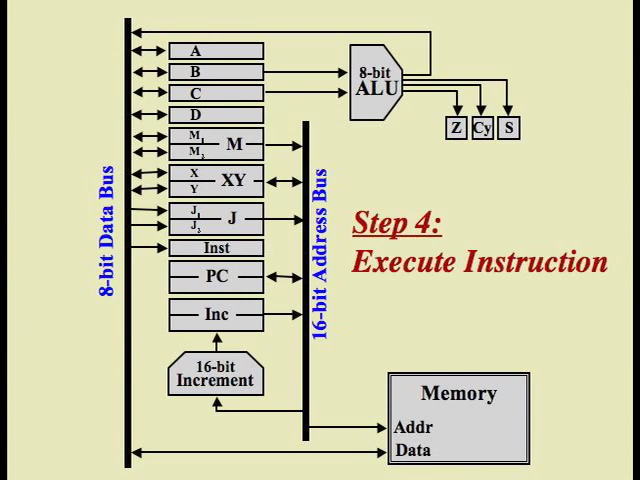 A
B
C
D
M1
M2
M
X
Y
XY
J1
J2
J
Inst
PC
Inc
16-bit
Increment
8-bit Data Bus
16-bit Address Bus
8-bit
ALU
Z
Cy
S
Step 4:
Execute Instruction
Memory
Addr
Data